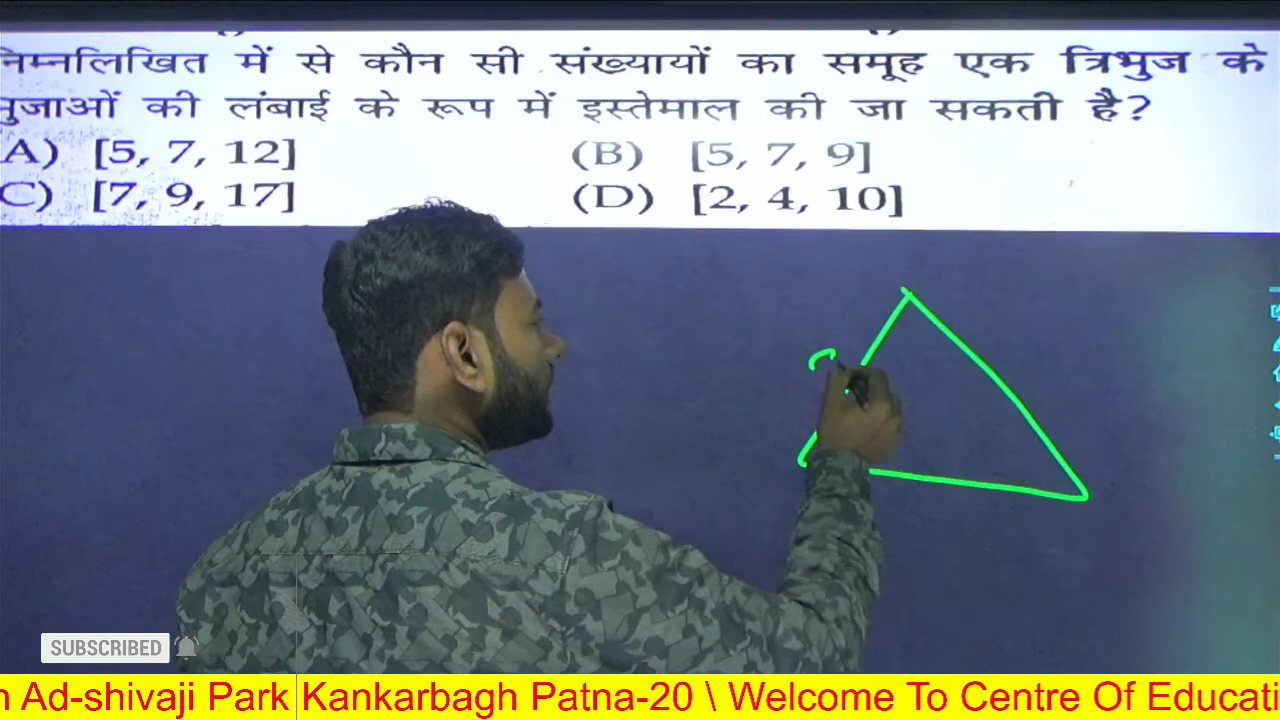 निम्नलिखित में से कौन सी संख्यायों का समूह एक त्रिभुज के
भुजाओं की लंबाई के रूप में इस्तेमाल की जा सकती है?
A) [5, 7, 12] (B) [5, 7, 9]
C) [7, 9, 17] (D) [2, 4, 10]
SUBSCRIBED
n Ad-shivaji Park Kankarbagh Patna-20 \ Welcome To Centre Of Educati